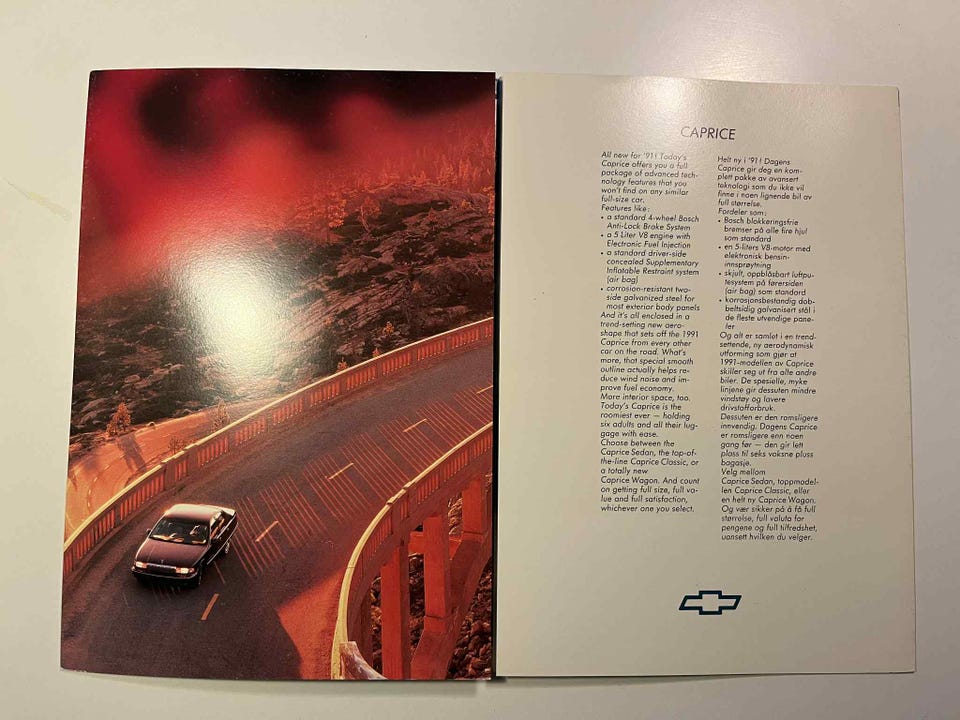 CAPRICE
All new for '91! Today's
Caprice offers you a full
package of advanced tech-
nology features that you
won't find on any similar
full-size car.
Features like:
• a standard 4-wheel Bosch
Anti-Lock Brake System
• a 5 Liter V8 engine with
Electronic Fuel Injection
• a standard driver-side
concealed Supplementary
Inflatable Restraint system
(air bag)
• corrosion-resistant two-
side galvanized steel for
most exterior body panels
And it's all enclosed in a
trend-setting new aero-
shape that sets off the 1991
Caprice from every other
car on the road. What's
more, that special smooth
outline actually helps re-
duce wind noise and im-
prove fuel economy.
More interior space, too.
Today's Caprice is the
roomiest ever — holding
six adults and all their lug-
gage with ease.
Choose between the
Caprice Sedan, the top-of-
the-line Caprice Classic, or
a totally new
Caprice Wagon. And count
on getting full size, full va-
lue and full satisfaction,
whichever one you select.
Helt ny i '91! Dagens
Caprice gir deg en kom-
plett pakke av avansert
teknologi som du ikke vil
finne i noen lignende bil av
full størrelse.
Fordeler som:
• Bosch blokkeringsfrie
bremser på alle fire hjul
som standard
• en 5-liters V8-motor med
elektronisk bensin-
innsprøytning
• skjult, oppblåsbart luftpu-
tesystem på førersiden
(air bag) som standard
• korrosjonsbestandig dob-
beltsidig galvanisert stål i
de fleste utvendige pane-
ler
Og alt er samlet i en trend-
settende, ny aerodynamisk
utforming som gjør at
1991-modellen av Caprice
skiller seg ut fra alle andre
biler. De spesielle, myke
linjene gir dessuten mindre
vindstøy og lavere
drivstofforbruk.
Dessuten er den romsligere
innvendig. Dagens Caprice
er romsligere enn noen
gang før — den gir lett
plass til seks voksne pluss
bagasje.
Velg mellom
Caprice Sedan, toppmodel-
len Caprice Classic, eller
en helt ny Caprice Wagon.
Og vær sikker på å få full
størrelse, full valuta for
pengene og full tilfredshet,
uansett hvilken du velger.